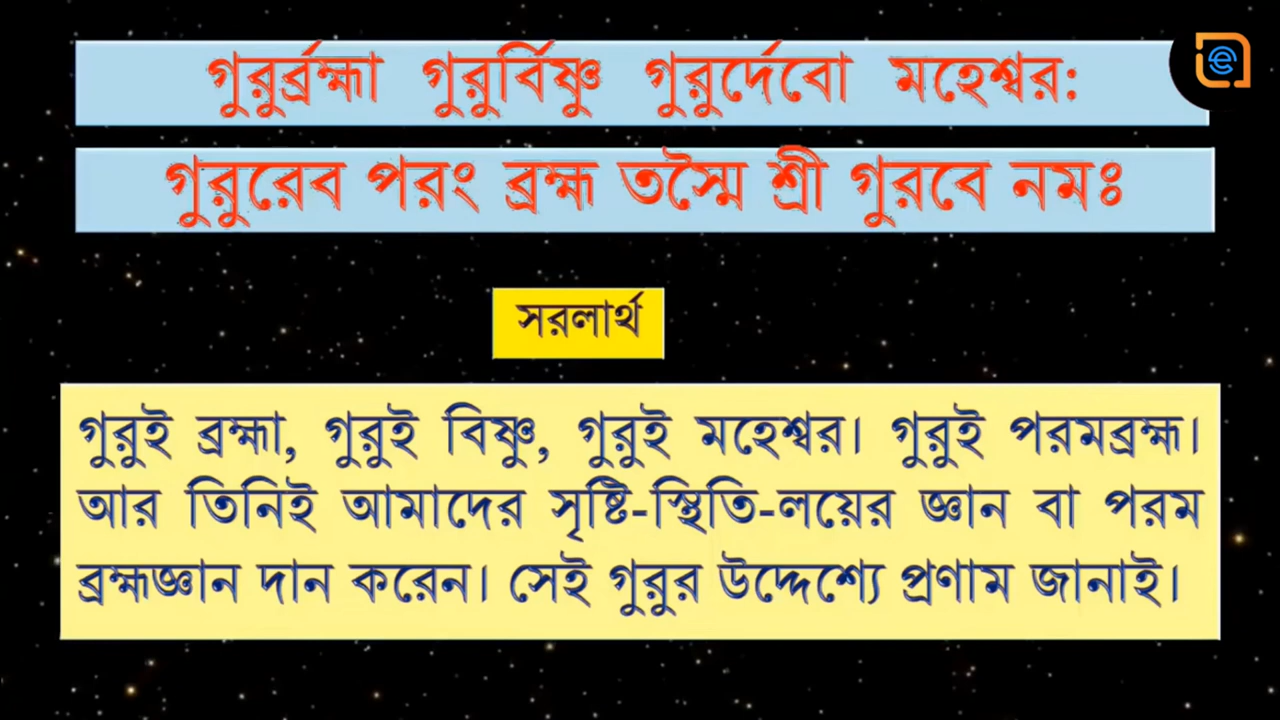 গুরুর্ব্রহ্মা গুরুর্বিষ্ণু গুরুর্দেবো মহেশ্বর:
গুরুরেব পরং ব্রহ্ম তস্মৈ শ্রী গুরবে নমঃ
সরলার্থ
গুরুই ব্রহ্মা, গুরুই বিষ্ণু, গুরুই মহেশ্বর। গুরুই পরমব্রহ্ম।
আর তিনিই আমাদের সৃষ্টি-স্থিতি-লয়ের জ্ঞান বা পরম
ব্রহ্মজ্ঞান দান করেন। সেই গুরুর উদ্দেশ্যে প্রণাম জানাই।